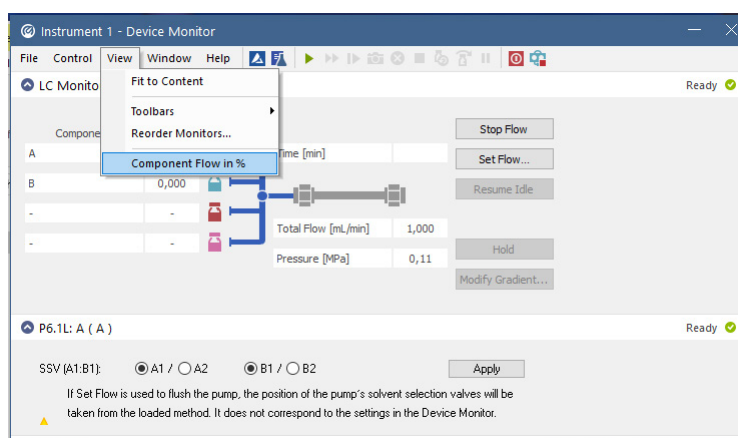 Instrument 1 - Device Monitor
File Control View Window Help
LC Monito Ready
Fit to Content
Toolbars
Reorder Monitors...
Component Flow in %
Compone
Stop Flow
A Time [min] Set Flow...
B 0,000 Resume Idle
- -
Total Flow [mL/min] 1,000
- - Hold
Pressure [MPa] 0,11
Modify Gradient...
P6.1L: A ( A ) Ready
SSV (A1:B1): A1 / A2 B1 / B2 Apply
If Set Flow is used to flush the pump, the position of the pump's solvent selection valves will be
taken from the loaded method. It does not correspond to the settings in the Device Monitor.